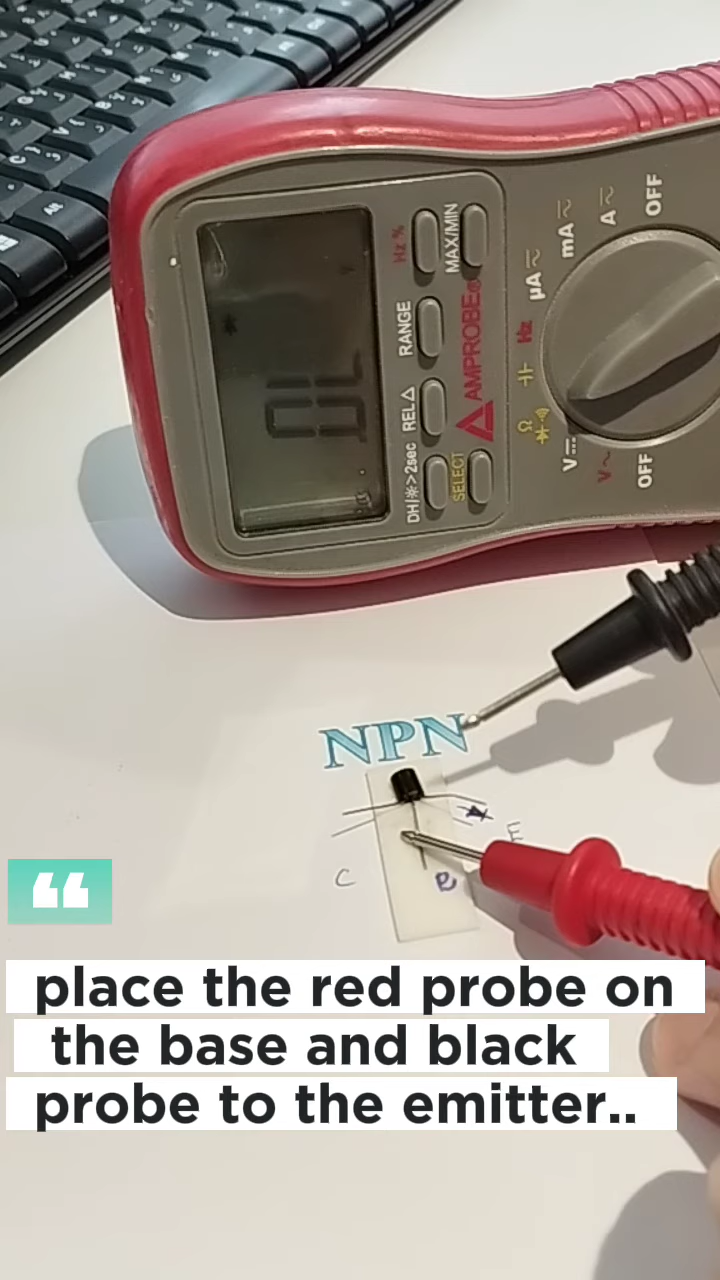 Alt
OL
Hz %
MAX/MIN
RANGE
REL△
DH/☀>2sec
SELECT
AMPROBE®
OFF
A
mA
µA
Hz
Ω
V
V~
OFF
NPN
E
C
B
place the red probe on
the base and black
probe to the emitter..